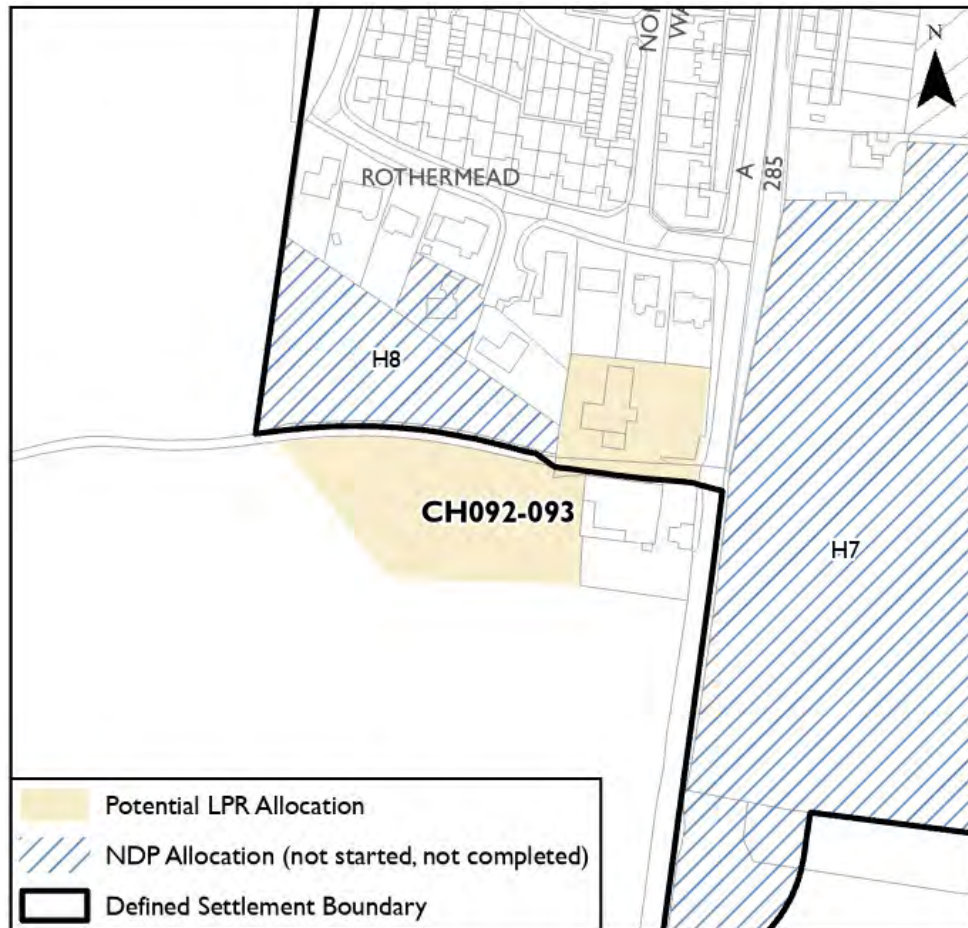 N
A
285
ROTHERMEAD
H8
CH092-093
H7
Potential LPR Allocation
NDP Allocation (not started, not completed)
Defined Settlement Boundary